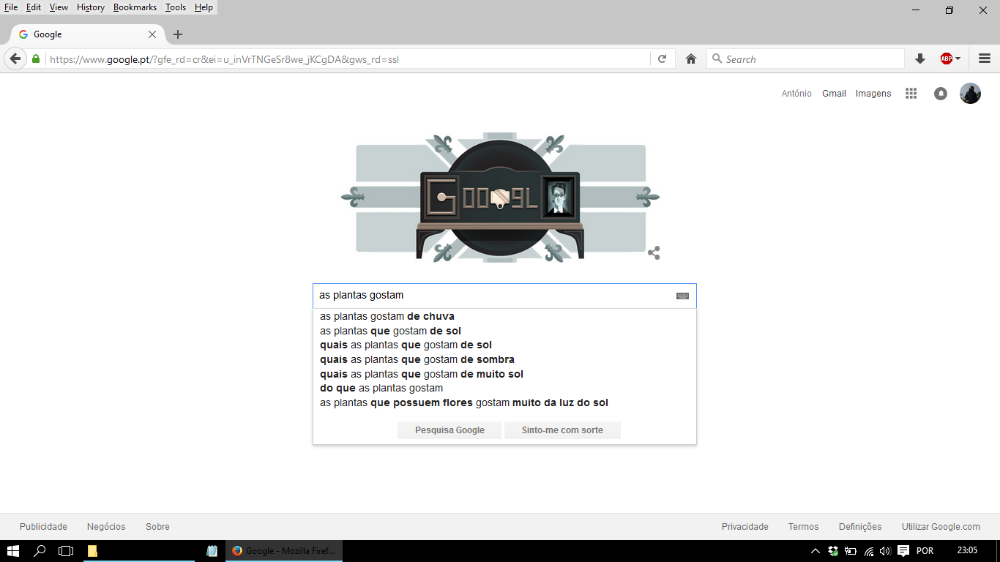 File Edit View History Bookmarks Tools Help
Google
https://www.google.pt/?gfe_rd=cr&ei=u_inVrTNGeSr8we_jKCgDA&gws_rd=ssl
Search
ABP
António Gmail Imagens
as plantas gostam
as plantas gostam de chuva
as plantas que gostam de sol
quais as plantas que gostam de sol
quais as plantas que gostam de sombra
quais as plantas que gostam de muito sol
do que as plantas gostam
as plantas que possuem flores gostam muito da luz do sol
Pesquisa Google Sinto-me com sorte
Publicidade Negócios Sobre
Privacidade Termos Definições Utilizar Google.com
Google - Mozilla Firef...
POR 23:05